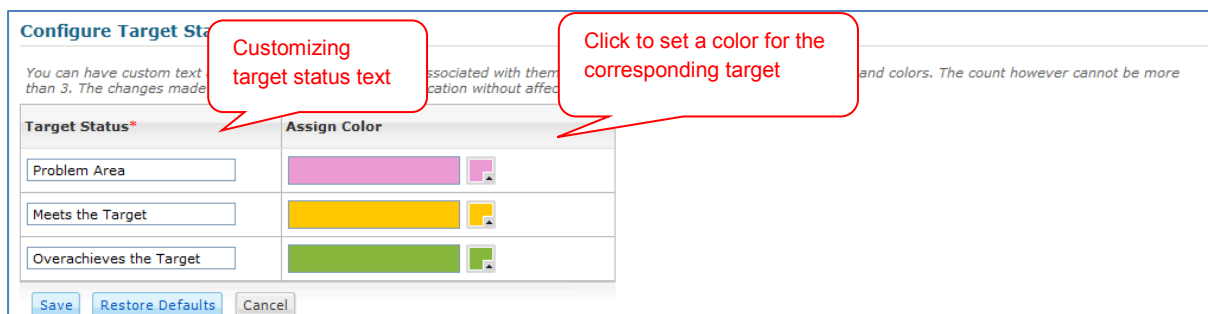 Configure Target Sta
Customizing
target status text
Click to set a color for the
corresponding target
You can have custom text ssociated with them and colors. The count however cannot be more
than 3. The changes made cation without affec
Target Status* Assign Color
Problem Area
Meets the Target
Overachieves the Target
Save Restore Defaults Cancel